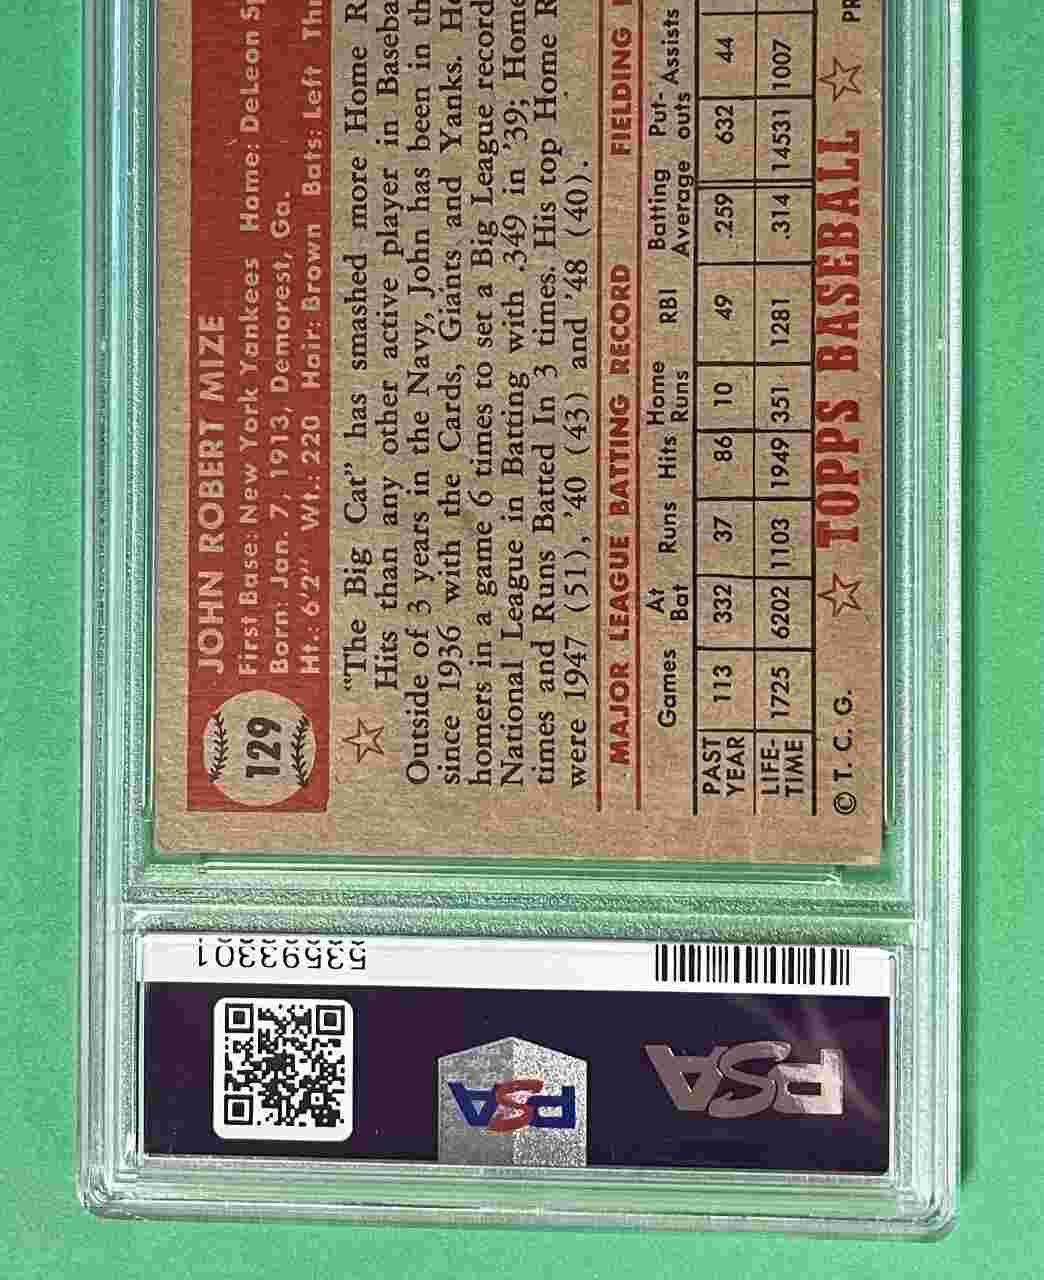 129
JOHN ROBERT MIZE
First Base: New York Yankees Home: DeLeon Sp
Born: Jan. 7, 1913, Demorest, Ga.
Ht.: 6'2" Wt.: 220 Hair: Brown Bats: Left Thr
"The Big Cat" has smashed more Home R
Hits than any other active player in Baseba
Outside of 3 years in the Navy, John has been in th
since 1936 with the Cards, Giants and Yanks. He
homers in a game 6 times to set a Big League record
National League in Batting with .349 in '39; Home
times and Runs Batted In 3 times. His top Home R
were 1947 (51), '40 (43) and '48 (40).
MAJOR LEAGUE BATTING RECORD FIELDING
Games At Bat Runs Hits Home Runs RBI Batting Average Put-outs Assists
PAST YEAR 113 332 37 86 10 49 .259 632 44
LIFE-TIME 1725 6202 1103 1949 351 1281 .314 14531 1007
TOPPS BASEBALL
© T. C. G. PR
53593301
PSA
PSA